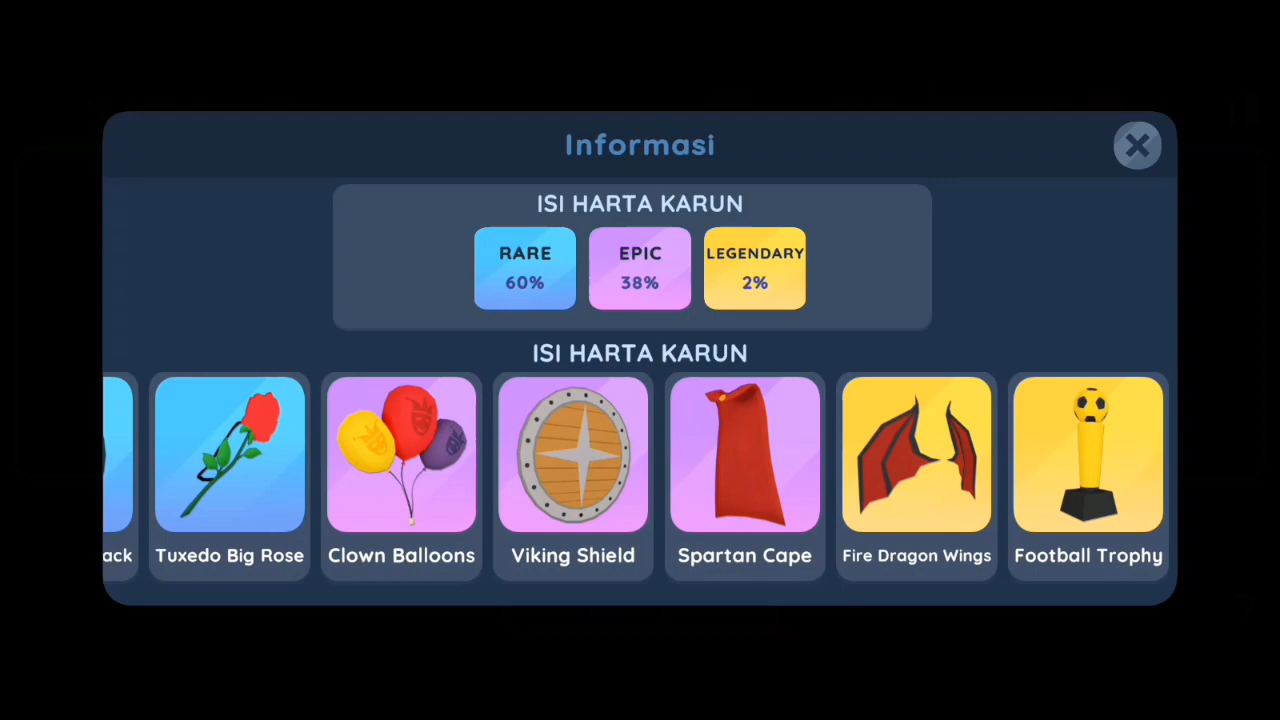 Informasi
ISI HARTA KARUN
RARE EPIC LEGENDARY
60% 38% 2%
ISI HARTA KARUN
ack Tuxedo Big Rose Clown Balloons Viking Shield Spartan Cape Fire Dragon Wings Football Trophy